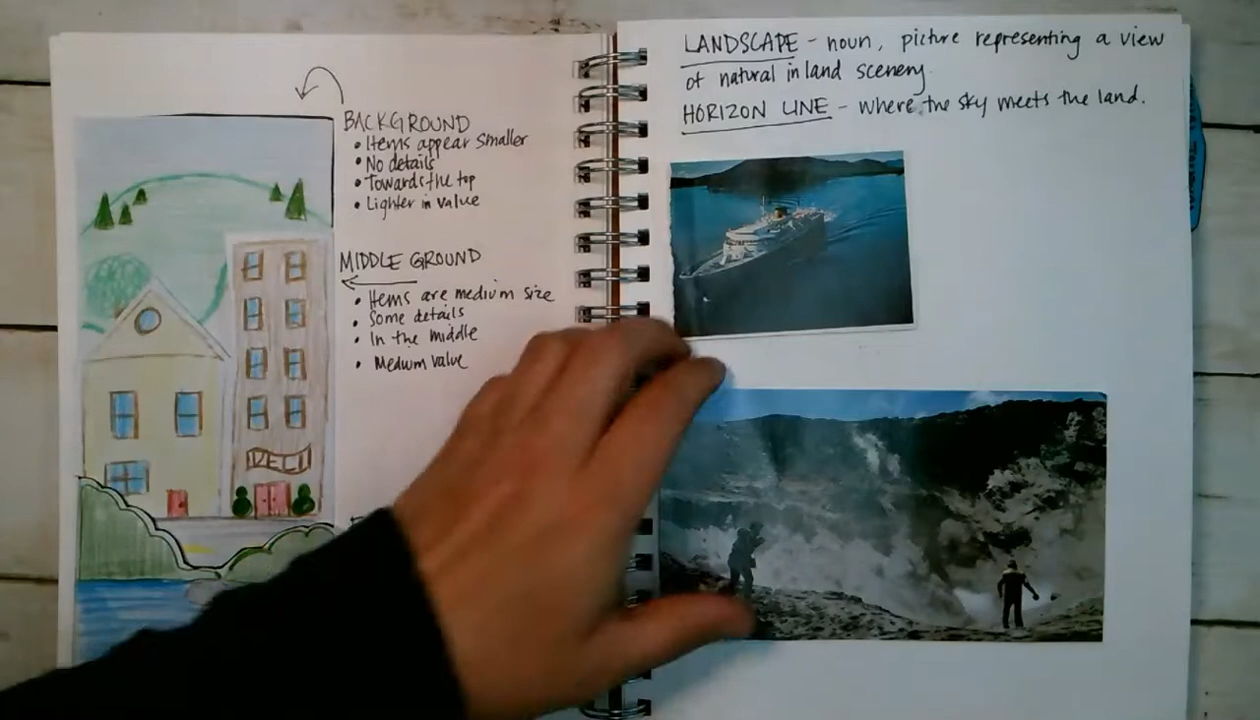 BACKGROUND
• Items appear smaller
• No details
• Towards the top
• Lighter in value
MIDDLE GROUND
• Items are medium size
• Some details
• In the middle
• Medium value
DELI
LANDSCAPE - noun, picture representing a view
of natural inland scenery.
HORIZON LINE - where the sky meets the land.